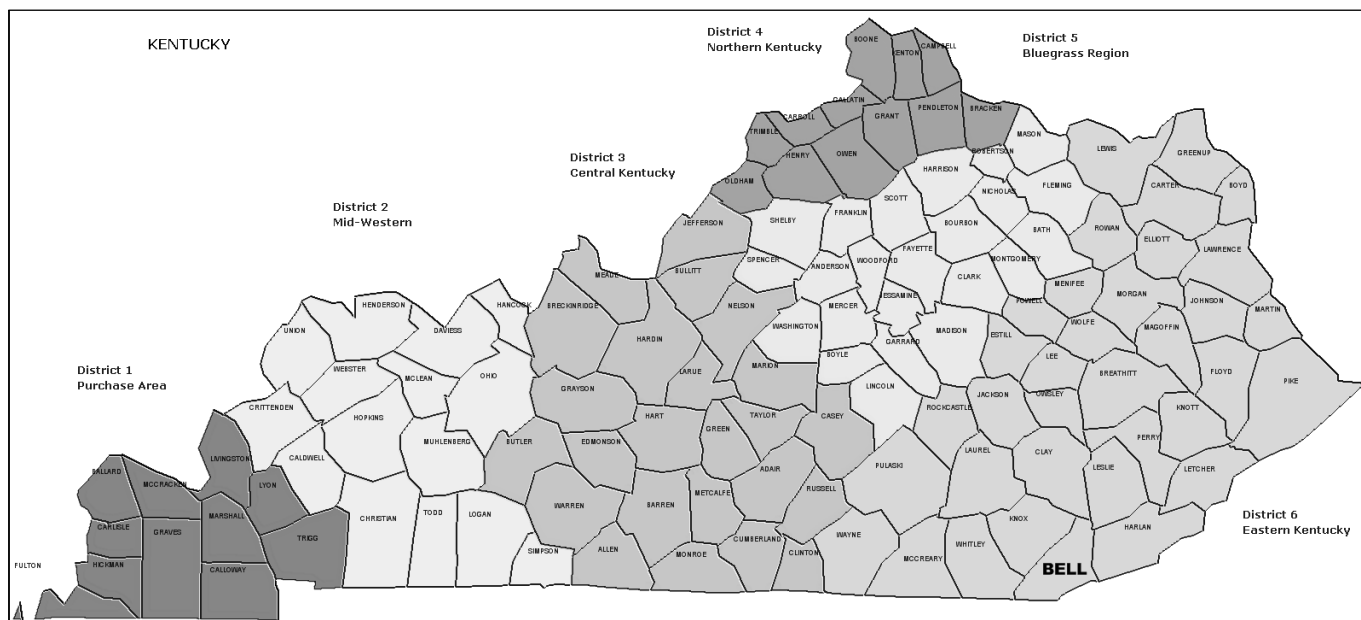 KENTUCKY
District 4
Northern Kentucky
District 5
Bluegrass Region
District 3
Central Kentucky
District 2
Mid-Western
District 1
Purchase Area
District 6
Eastern Kentucky
BOONE
KENTON
CAMPBELL
GALLATIN
CARROLL
TRIMBLE
GRANT
PENDLETON
BRACKEN
HENRY
OWEN
OLDHAM
MASON
ROBERTSON
LEWIS
GREENUP
HARRISON
NICHOLAS
FLEMING
CARTER
BOYD
JEFFERSON
SHELBY
FRANKLIN
SCOTT
BOURBON
BATH
ROWAN
ELLIOTT
LAWRENCE
SPENCER
ANDERSON
WOODFORD
FAYETTE
MONTGOMERY
CLARK
MENIFEE
MORGAN
JOHNSON
MARTIN
MEADE
BULLITT
NELSON
MERCER
JESSAMINE
POWELL
WOLFE
MAGOFFIN
HANCOCK
BRECKINRIDGE
WASHINGTON
MADISON
ESTILL
HENDERSON
UNION
DAVIESS
HARDIN
BOYLE
GARRARD
LEE
FLOYD
PIKE
WEBSTER
MCLEAN
OHIO
LARUE
MARION
BREATHITT
GRAYSON
LINCOLN
CRITTENDEN
HOPKINS
HART
TAYLOR
CASEY
ROCKCASTLE
JACKSON
OWSLEY
KNOTT
MUHLENBERG
BUTLER
EDMONSON
GREEN
PERRY
CALDWELL
LIVINGSTON
ADAIR
PULASKI
LAUREL
CLAY
LESLIE
LETCHER
BALLARD
MCCRACKEN
LYON
RUSSELL
METCALFE
BARREN
WARREN
MARSHALL
CHRISTIAN
TODD
LOGAN
KNOX
HARLAN
CARLISLE
GRAVES
TRIGG
CUMBERLAND
WAYNE
SIMPSON
ALLEN
MONROE
CLINTON
MCCREARY
WHITLEY
FULTON
HICKMAN
CALLOWAY
BELL